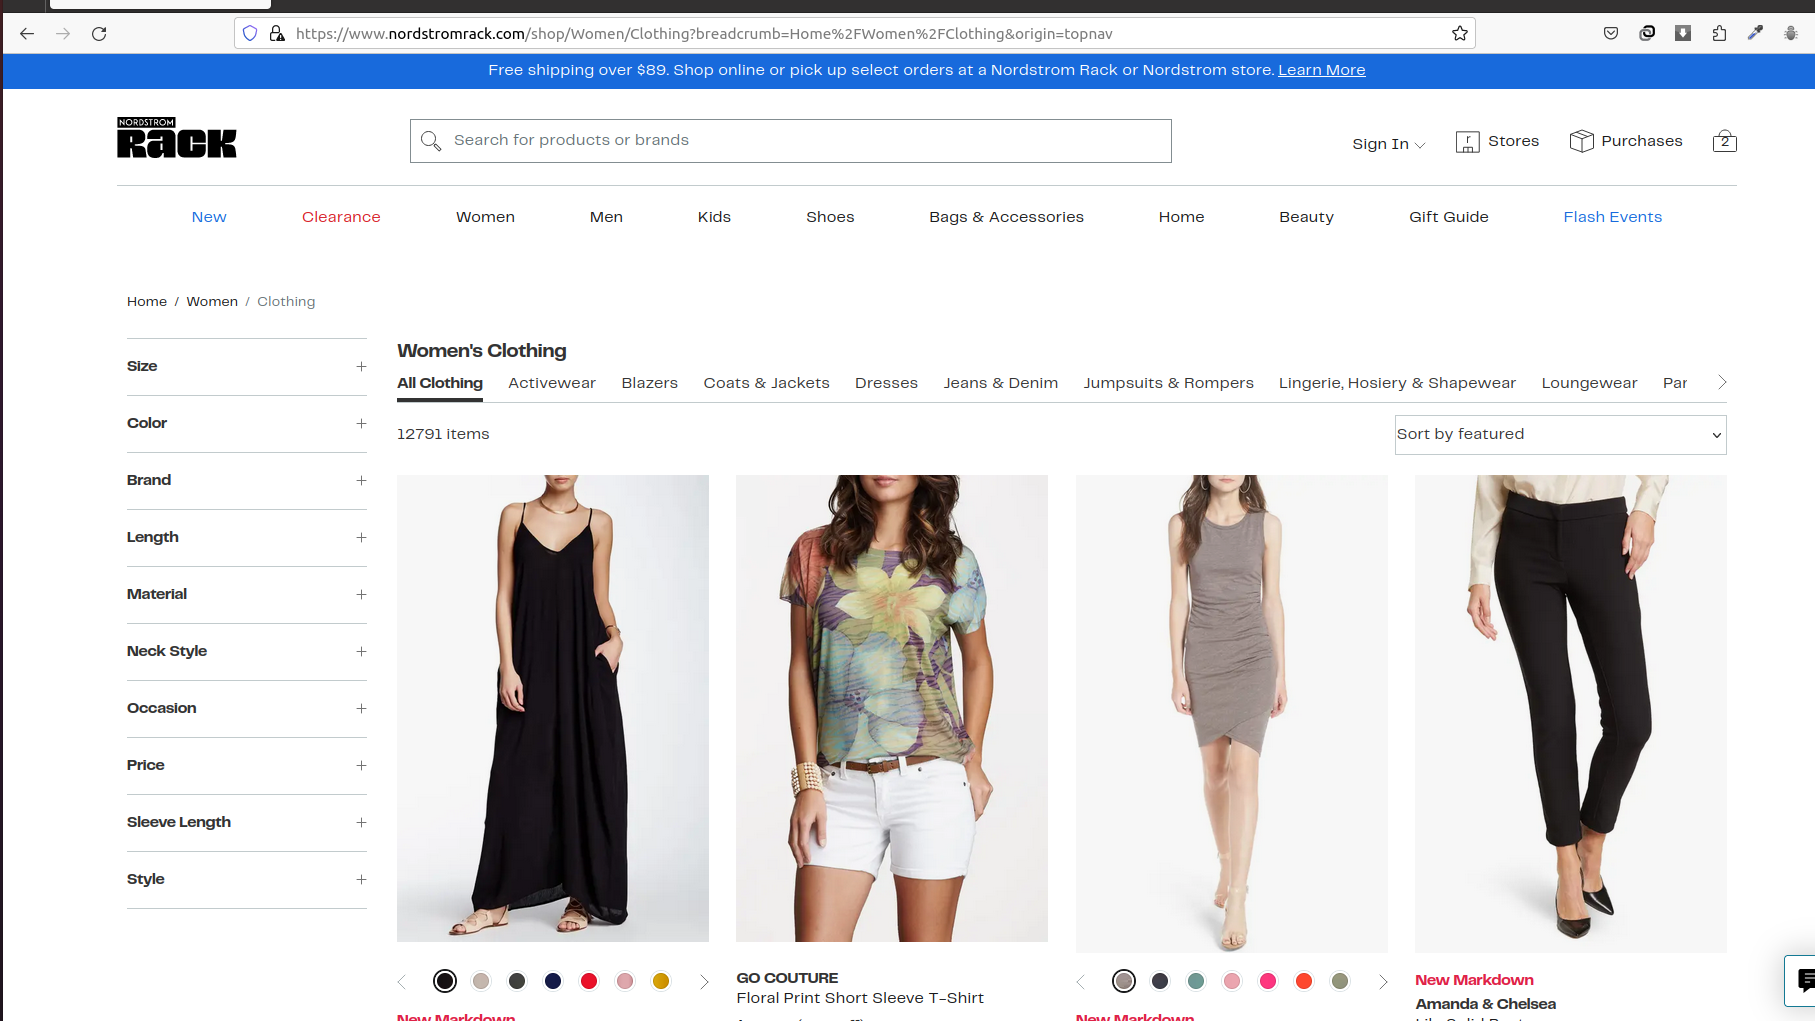 https://www.nordstromrack.com/shop/Women/Clothing?breadcrumb=Home%2FWomen%2FClothing&origin=topnav
Free shipping over $89. Shop online or pick up select orders at a Nordstrom Rack or Nordstrom store. Learn More
NORDSTROM
Rack
Search for products or brands
Sign In
r
Stores
Purchases
2
New
Clearance
Women
Men
Kids
Shoes
Bags & Accessories
Home
Beauty
Gift Guide
Flash Events
Home / Women / Clothing
Size
Color
Brand
Length
Material
Neck Style
Occasion
Price
Sleeve Length
Style
Women's Clothing
All Clothing
Activewear
Blazers
Coats & Jackets
Dresses
Jeans & Denim
Jumpsuits & Rompers
Lingerie, Hosiery & Shapewear
Loungewear
Par
12791 items
Sort by featured
New Markdown
GO COUTURE
Floral Print Short Sleeve T-Shirt
New Markdown
New Markdown
Amanda & Chelsea